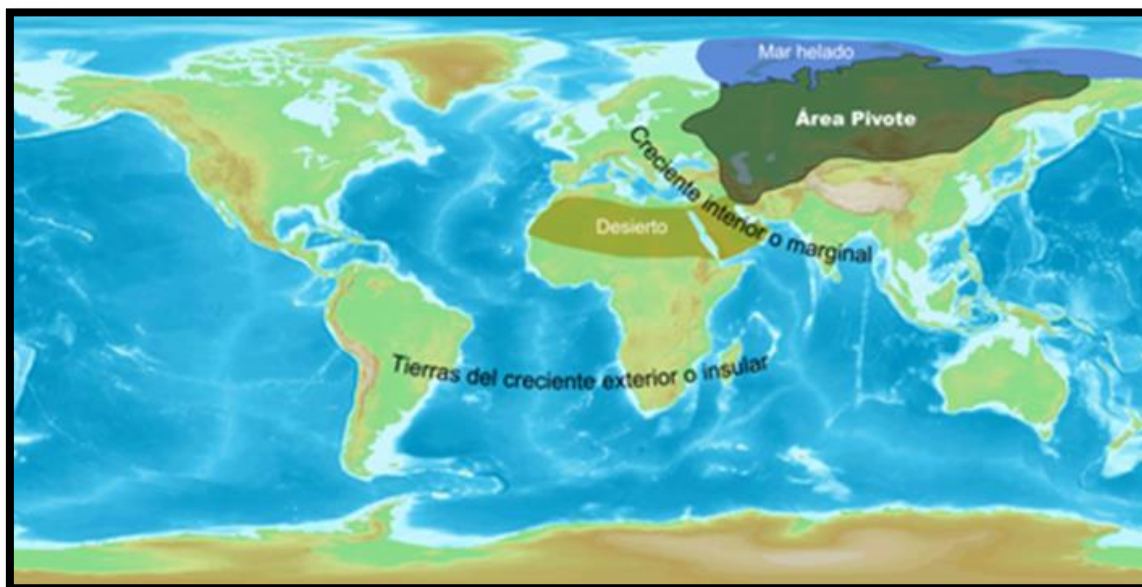 Mar helado
Área Pivote
Creciente interior o marginal
Desierto
Tierras del creciente exterior o insular